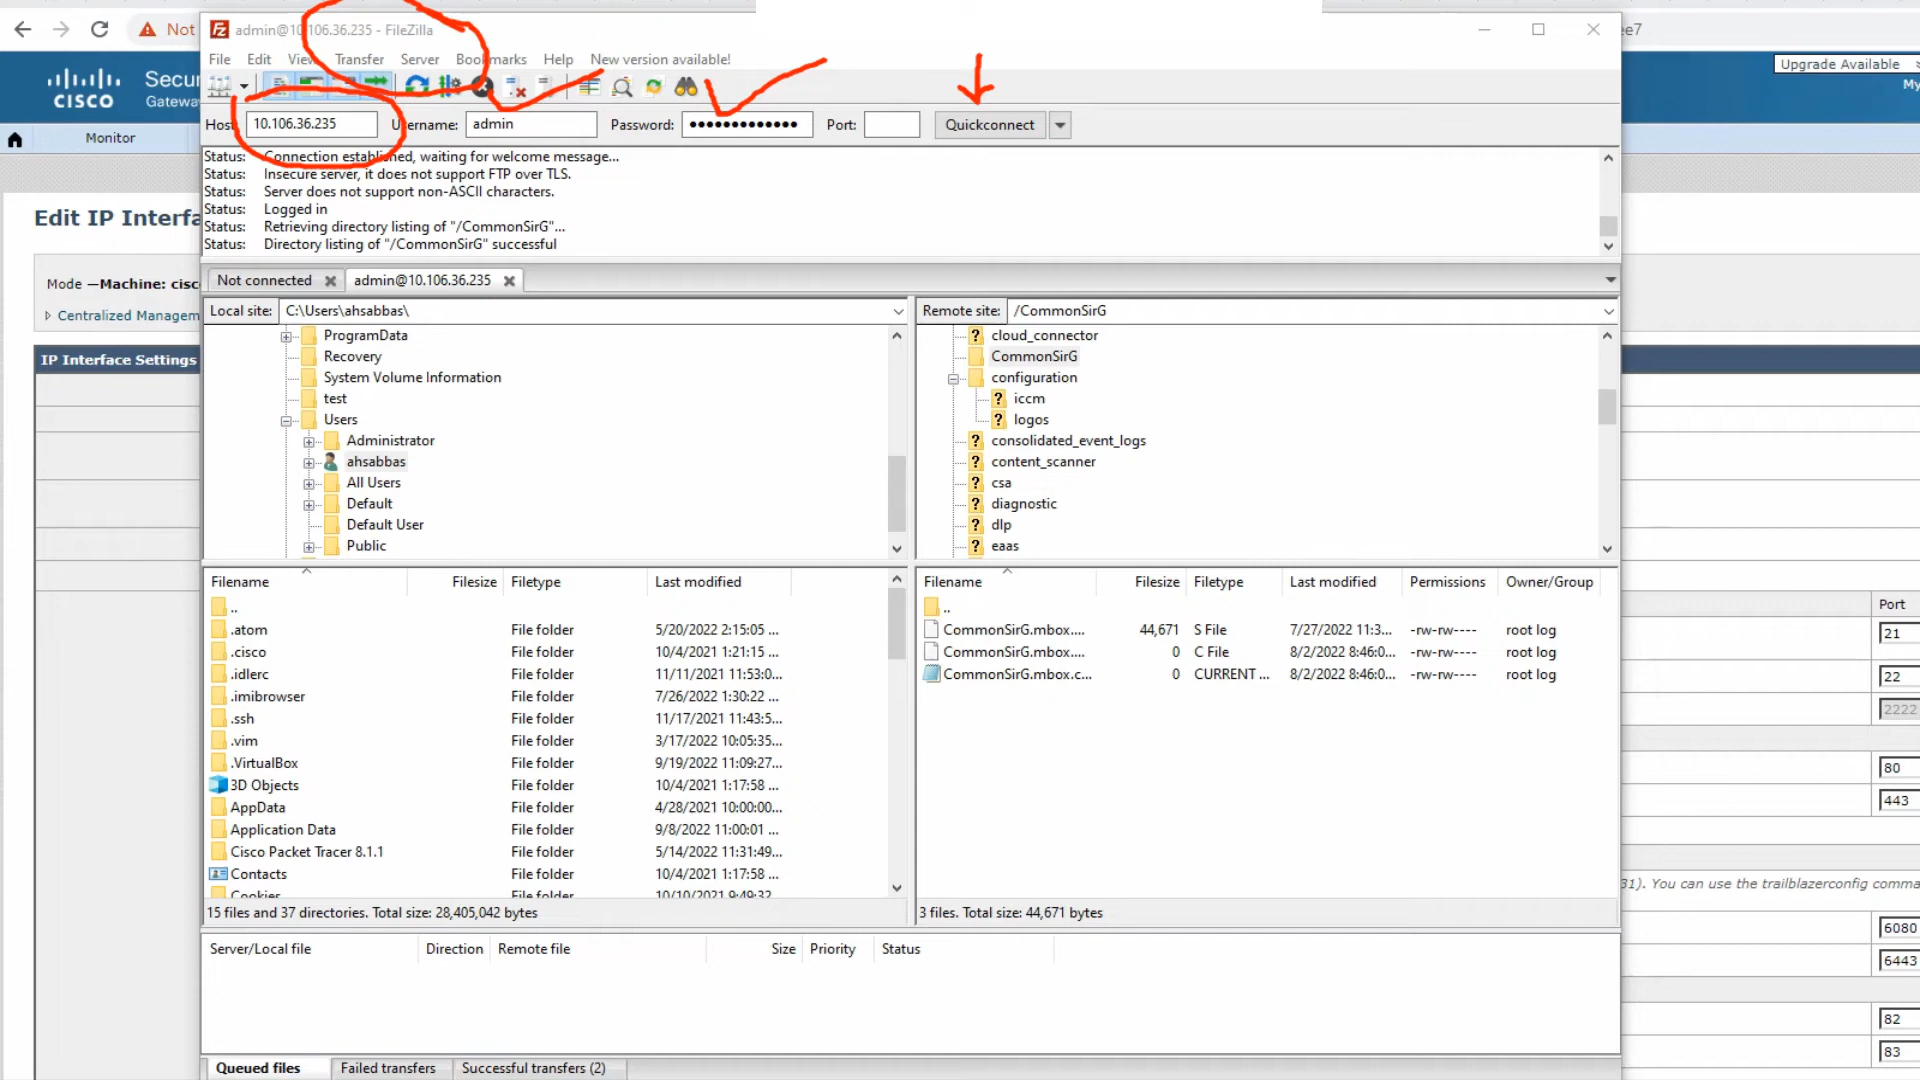 Not
admin@10.106.36.235 - FileZilla
ee7
Upgrade Available
My
CISCO
Secur
Gatewa
File Edit View Transfer Server Bookmarks Help New version available!
Host: 10.106.36.235 Username: admin Password: ●●●●●●●●●●●●● Port: Quickconnect
Monitor
Status: Connection established, waiting for welcome message...
Status: Insecure server, it does not support FTP over TLS.
Status: Server does not support non-ASCII characters.
Status: Logged in
Status: Retrieving directory listing of "/CommonSirG"...
Status: Directory listing of "/CommonSirG" successful
Edit IP Interfa
Mode —Machine: cisc
Centralized Managem
IP Interface Settings
Not connected admin@10.106.36.235
Local site: C:\Users\ahsabbas\
ProgramData
Recovery
System Volume Information
test
Users
Administrator
ahsabbas
All Users
Default
Default User
Public
Remote site: /CommonSirG
cloud_connector
CommonSirG
configuration
iccm
logos
consolidated_event_logs
content_scanner
csa
diagnostic
dlp
eaas
Filename Filesize Filetype Last modified
..
.atom File folder 5/20/2022 2:15:05 ...
.cisco File folder 10/4/2021 1:21:15 ...
.idlerc File folder 11/11/2021 11:53:0...
.imibrowser File folder 7/26/2022 1:30:22 ...
.ssh File folder 11/17/2021 11:43:5...
.vim File folder 3/17/2022 10:05:35...
.VirtualBox File folder 9/19/2022 11:09:27...
3D Objects File folder 10/4/2021 1:17:58 ...
AppData File folder 4/28/2021 10:00:00...
Application Data File folder 9/8/2022 11:00:01 ...
Cisco Packet Tracer 8.1.1 File folder 5/14/2022 11:31:49...
Contacts File folder 10/4/2021 1:17:58 ...
Cookies File folder 10/10/2021 9:49:32
15 files and 37 directories. Total size: 28,405,042 bytes
Filename Filesize Filetype Last modified Permissions Owner/Group
..
CommonSirG.mbox.... 44,671 S File 7/27/2022 11:3... -rw-rw---- root log
CommonSirG.mbox.... 0 C File 8/2/2022 8:46:0... -rw-rw---- root log
CommonSirG.mbox.c... 0 CURRENT ... 8/2/2022 8:46:0... -rw-rw---- root log
3 files. Total size: 44,671 bytes
Port
21
22
2222
80
443
31). You can use the trailblazerconfig comma
6080
6443
82
83
Server/Local file Direction Remote file Size Priority Status
Queued files Failed transfers Successful transfers (2)